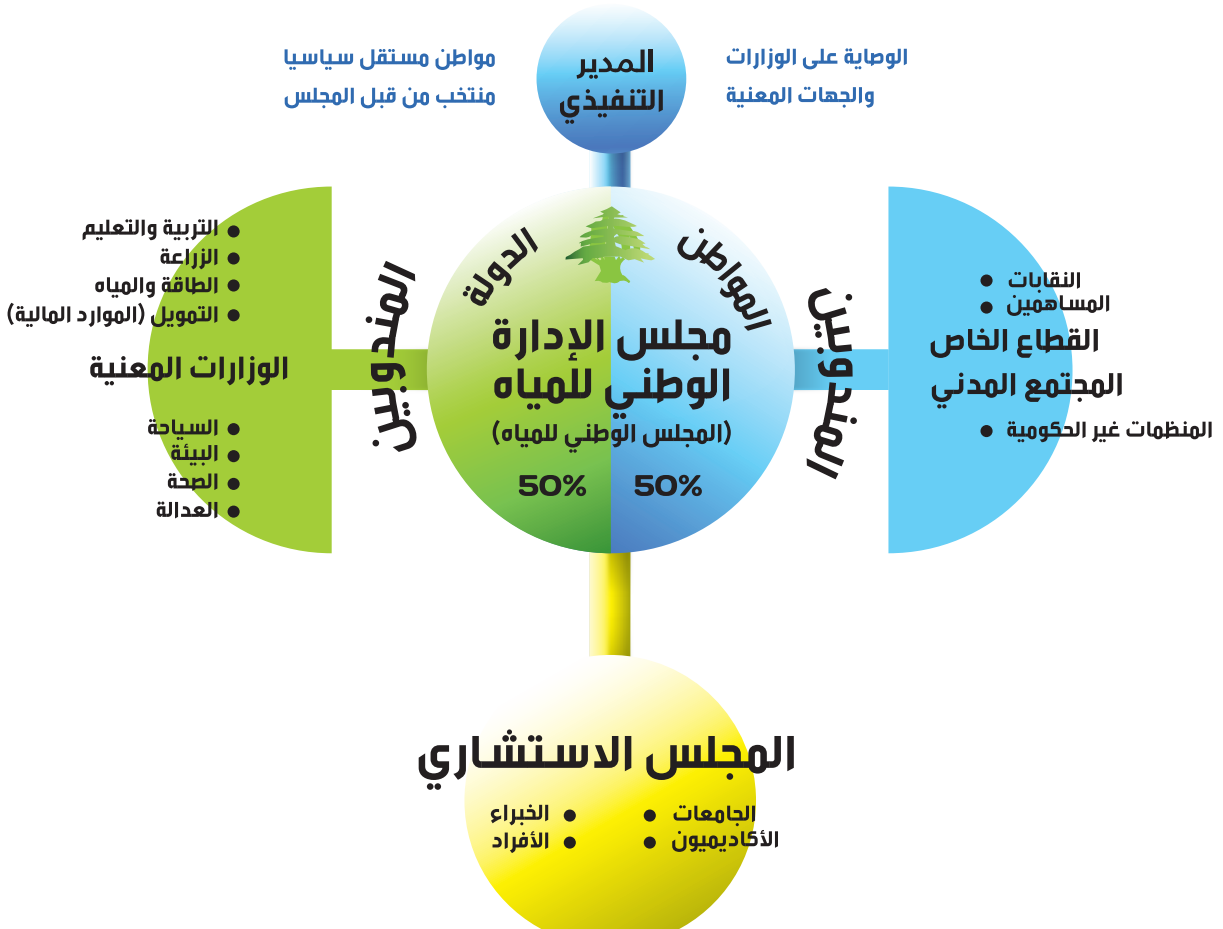 المدير
التنفيذي
الوصاية على الوزارات
والجهات المعنية
مواطن مستقل سياسيا
منتخب من قبل المجلس
المواطن
الدولة
مجلس الإدارة
الوطني للمياه
(المجلس الوطني للمياه)
50%
50%
المندوبين
• النقابات
• المساهمين
القطاع الخاص
المجتمع المدني
• المنظمات غير الحكومية
المندوبين
• التربية والتعليم
• الزراعة
• الطاقة والمياه
• التمويل (الموارد المالية)
الوزارات المعنية
• السياحة
• البيئة
• الصحة
• العدالة
المجلس الاستشاري
• الجامعات
• الأكاديميون
• الخبراء
• الأفراد